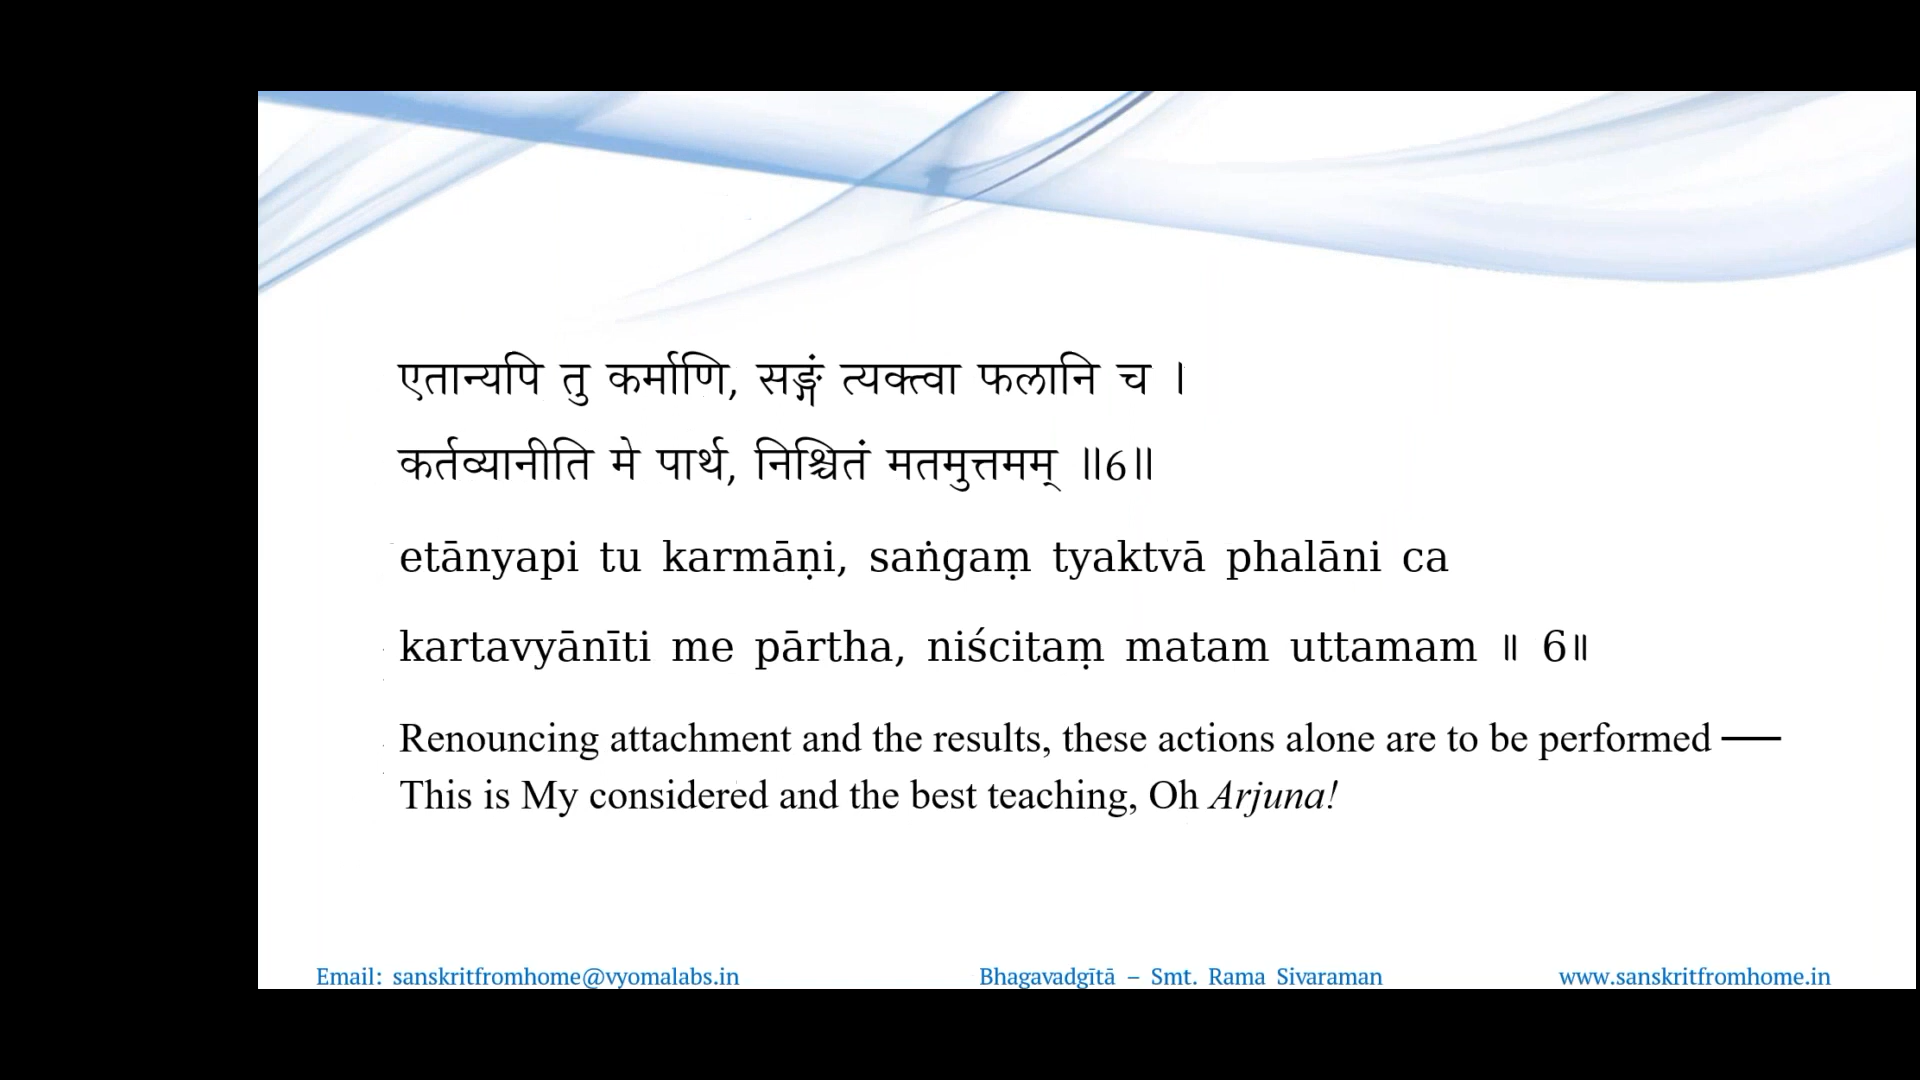 एतान्यपि तु कर्माणि, सङ्गं त्यक्त्वा फलानि च ।
कर्तव्यानीति मे पार्थ, निश्चितं मतमुत्तमम् ॥6॥
etānyapi tu karmāṇi, saṅgaṃ tyaktvā phalāni ca
kartavyānīti me pārtha, niścitaṃ matam uttamam ॥ 6॥
Renouncing attachment and the results, these actions alone are to be performed —
This is My considered and the best teaching, Oh Arjuna!
Email: sanskritfromhome@vyomalabs.in Bhagavadgītā – Smt. Rama Sivaraman www.sanskritfromhome.in